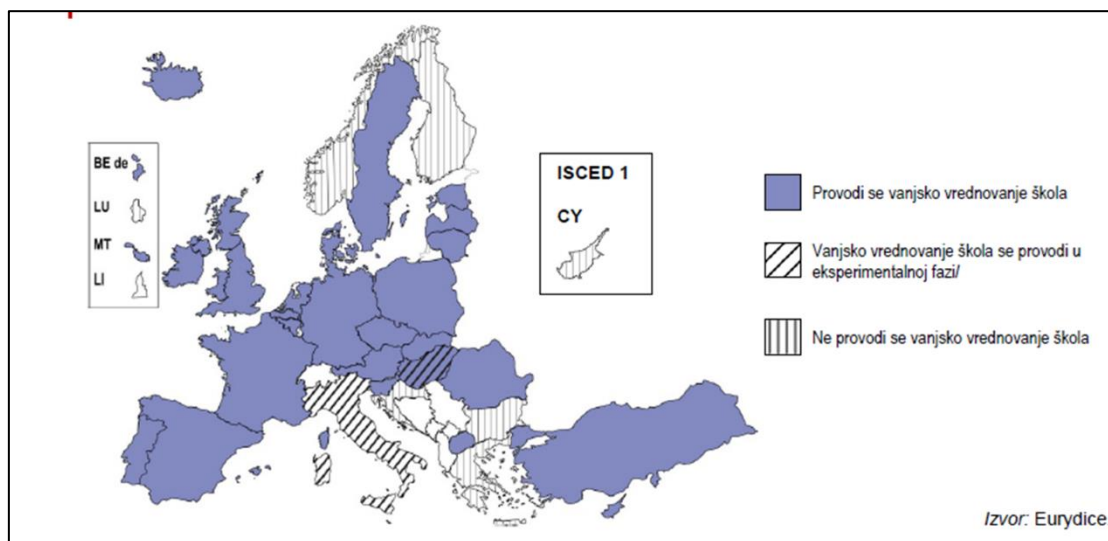 BE de
LU
MT
LI
ISCED 1
CY
Provodi se vanjsko vrednovanje škola
Vanjsko vrednovanje škola se provodi u
eksperimentalnoj fazi/
Ne provodi se vanjsko vrednovanje škola
Izvor: Eurydice